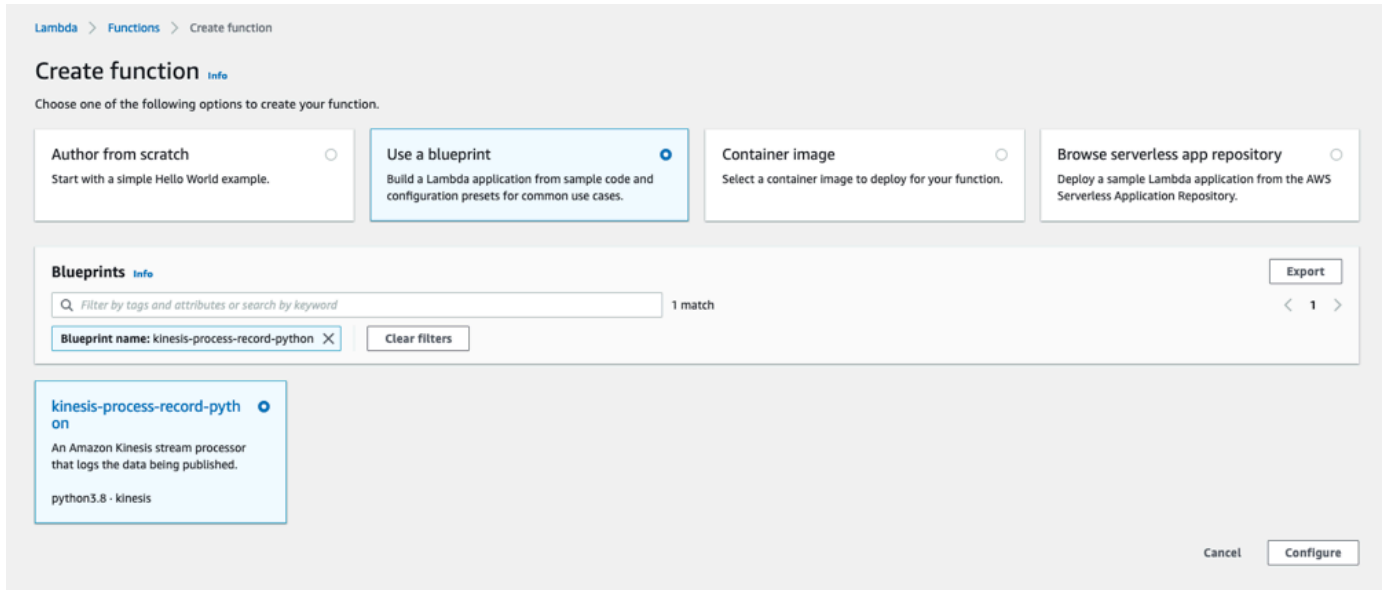 Lambda > Functions > Create function
Create function Info
Choose one of the following options to create your function.
Author from scratch
Start with a simple Hello World example.
Use a blueprint
Build a Lambda application from sample code and
configuration presets for common use cases.
Container image
Select a container image to deploy for your function.
Browse serverless app repository
Deploy a sample Lambda application from the AWS
Serverless Application Repository.
Blueprints Info
Export
Filter by tags and attributes or search by keyword
1 match
< 1 >
Blueprint name: kinesis-process-record-python
Clear filters
kinesis-process-record-pyth
on
An Amazon Kinesis stream processor
that logs the data being published.
python3.8 · kinesis
Cancel
Configure